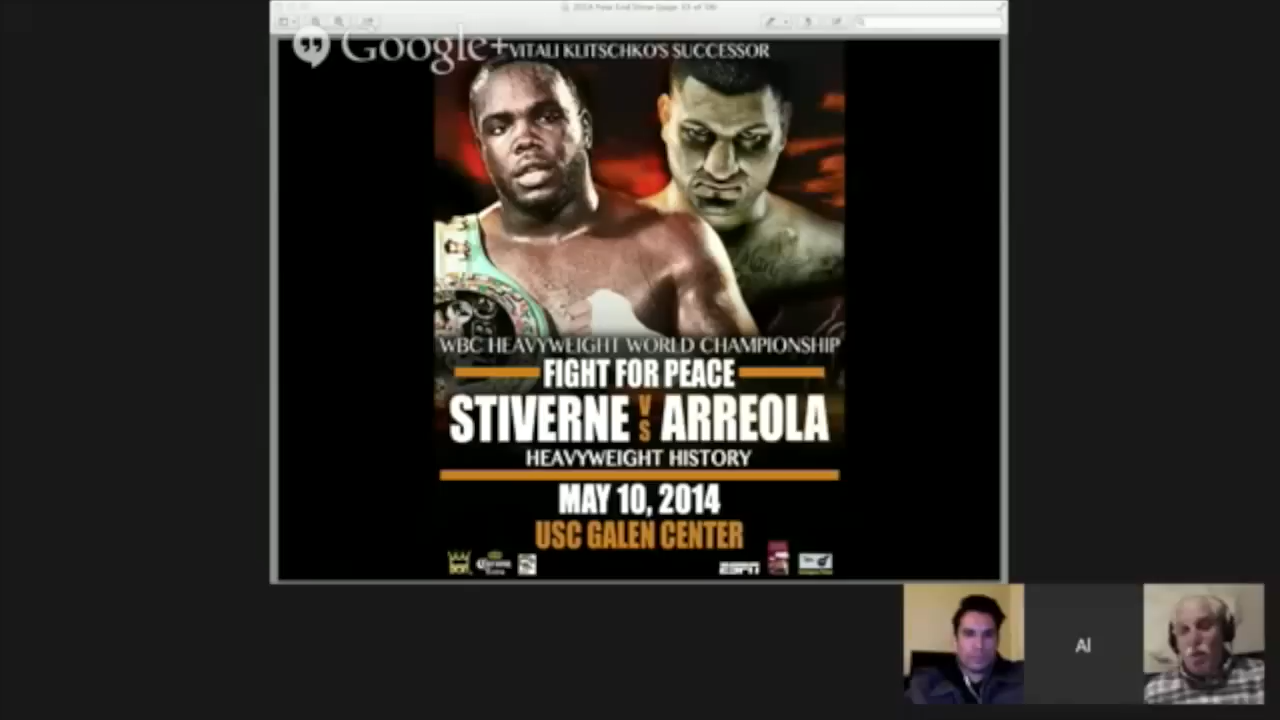 Google+
VITALI KLITSCHKO'S SUCCESSOR
WBC HEAVYWEIGHT WORLD CHAMPIONSHIP
FIGHT FOR PEACE
STIVERNE VS ARREOLA
HEAVYWEIGHT HISTORY
MAY 10, 2014
USC GALEN CENTER
Corona
ESPN
Al